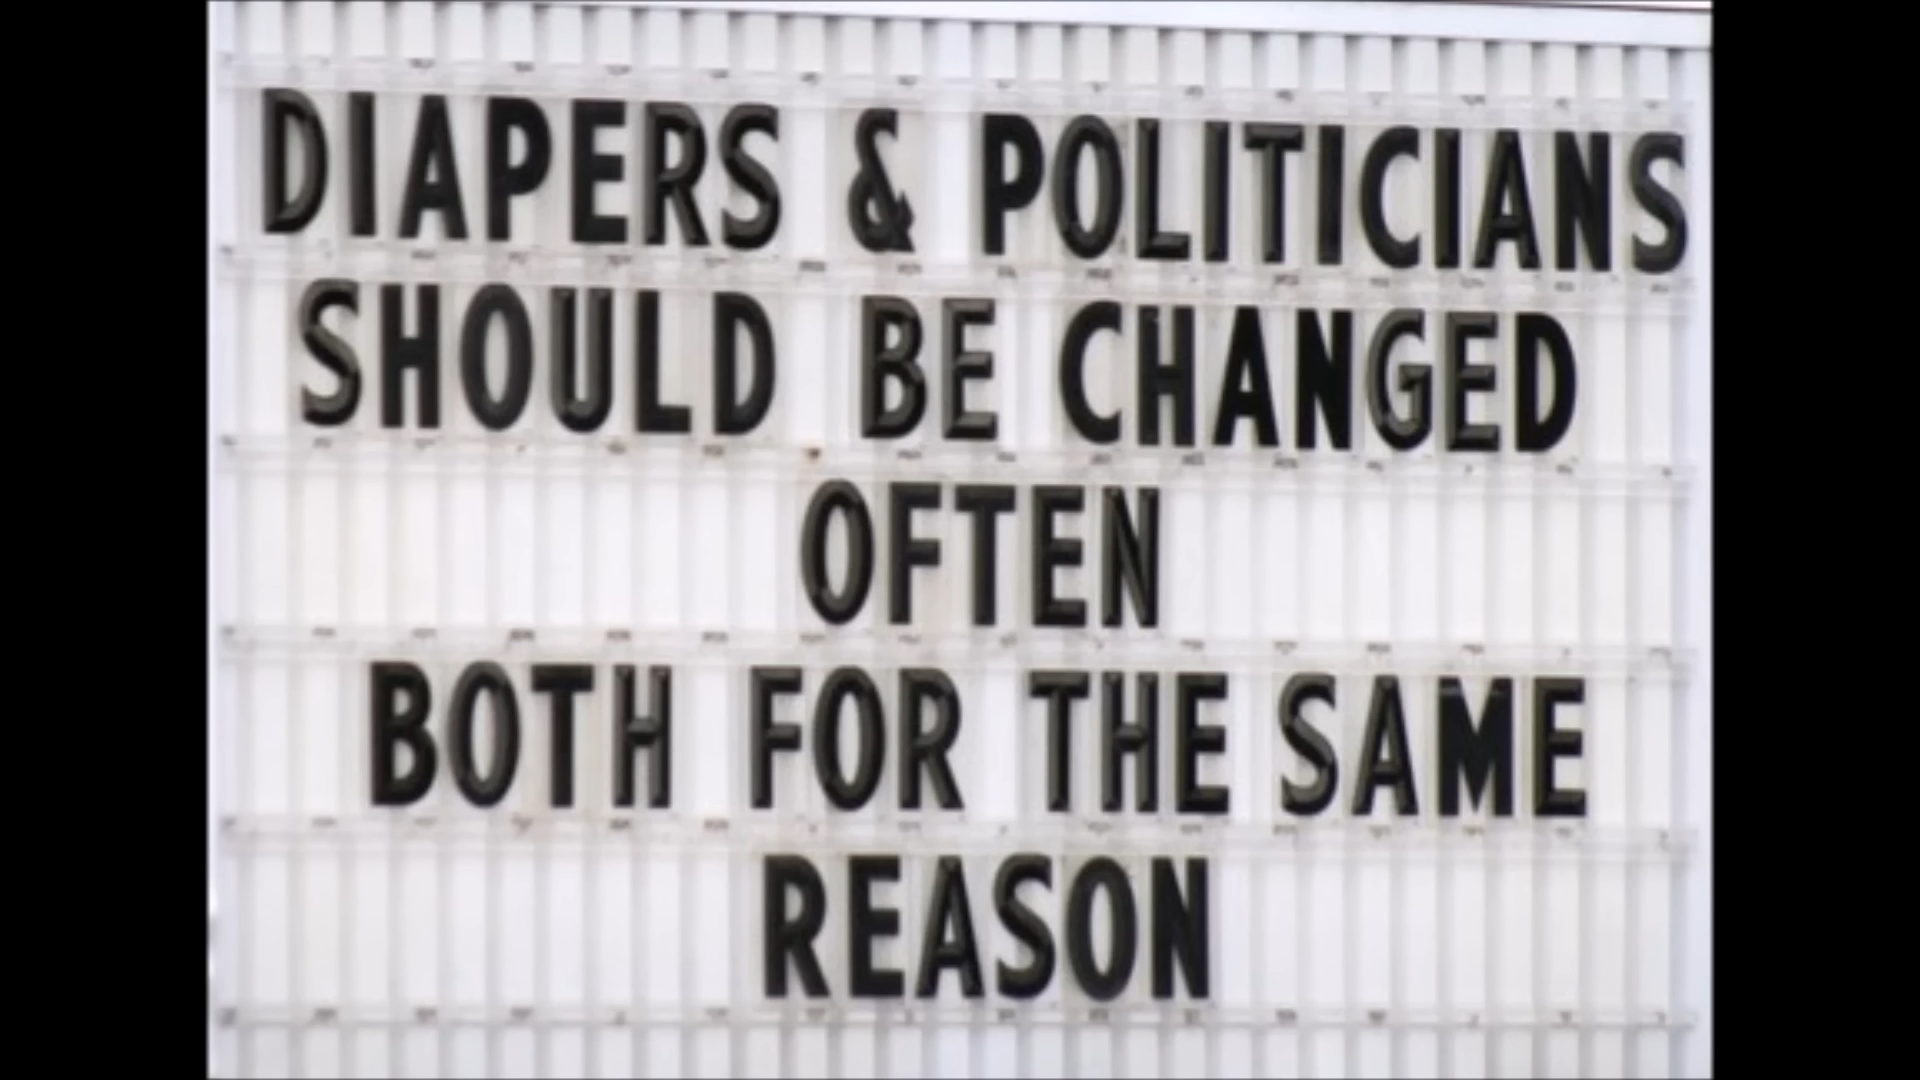 DIAPERS & POLITICIANS
SHOULD BE CHANGED
OFTEN
BOTH FOR THE SAME
REASON